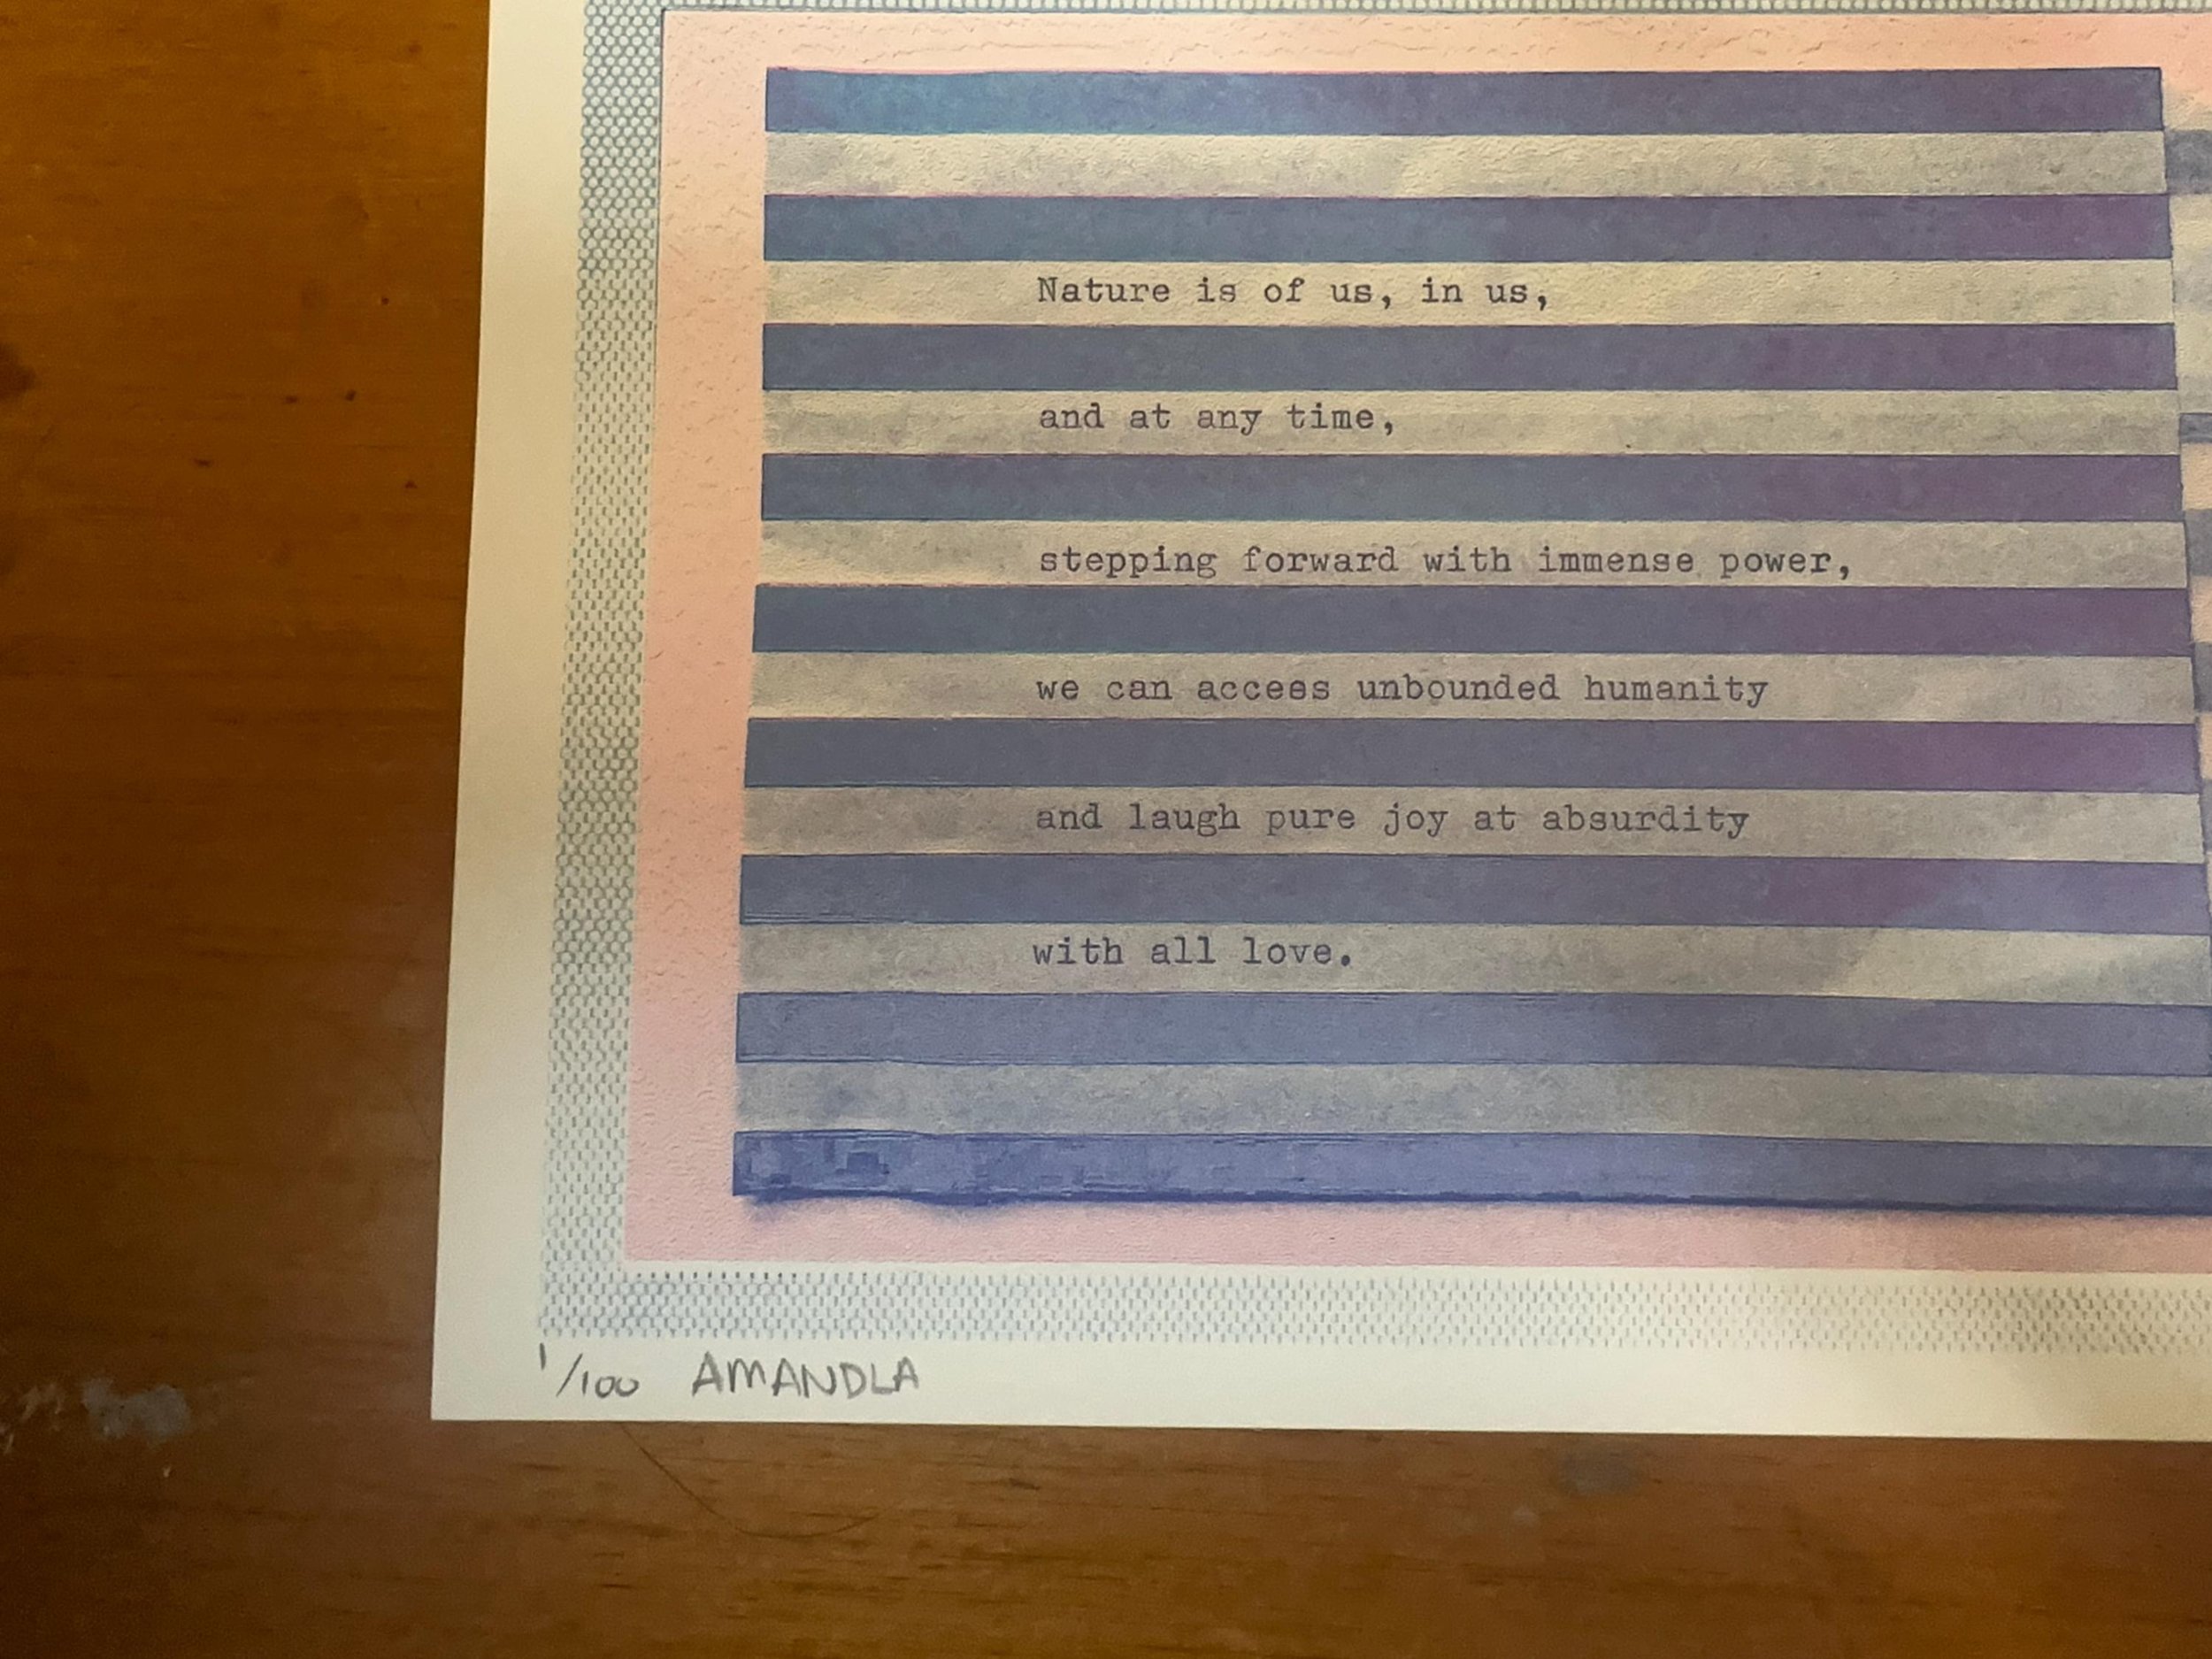 Nature is of us, in us,
and at any time,
stepping forward with immense power,
we can access unbounded humanity
and laugh pure joy at absurdity
with all love.
1/100 AMANDLA